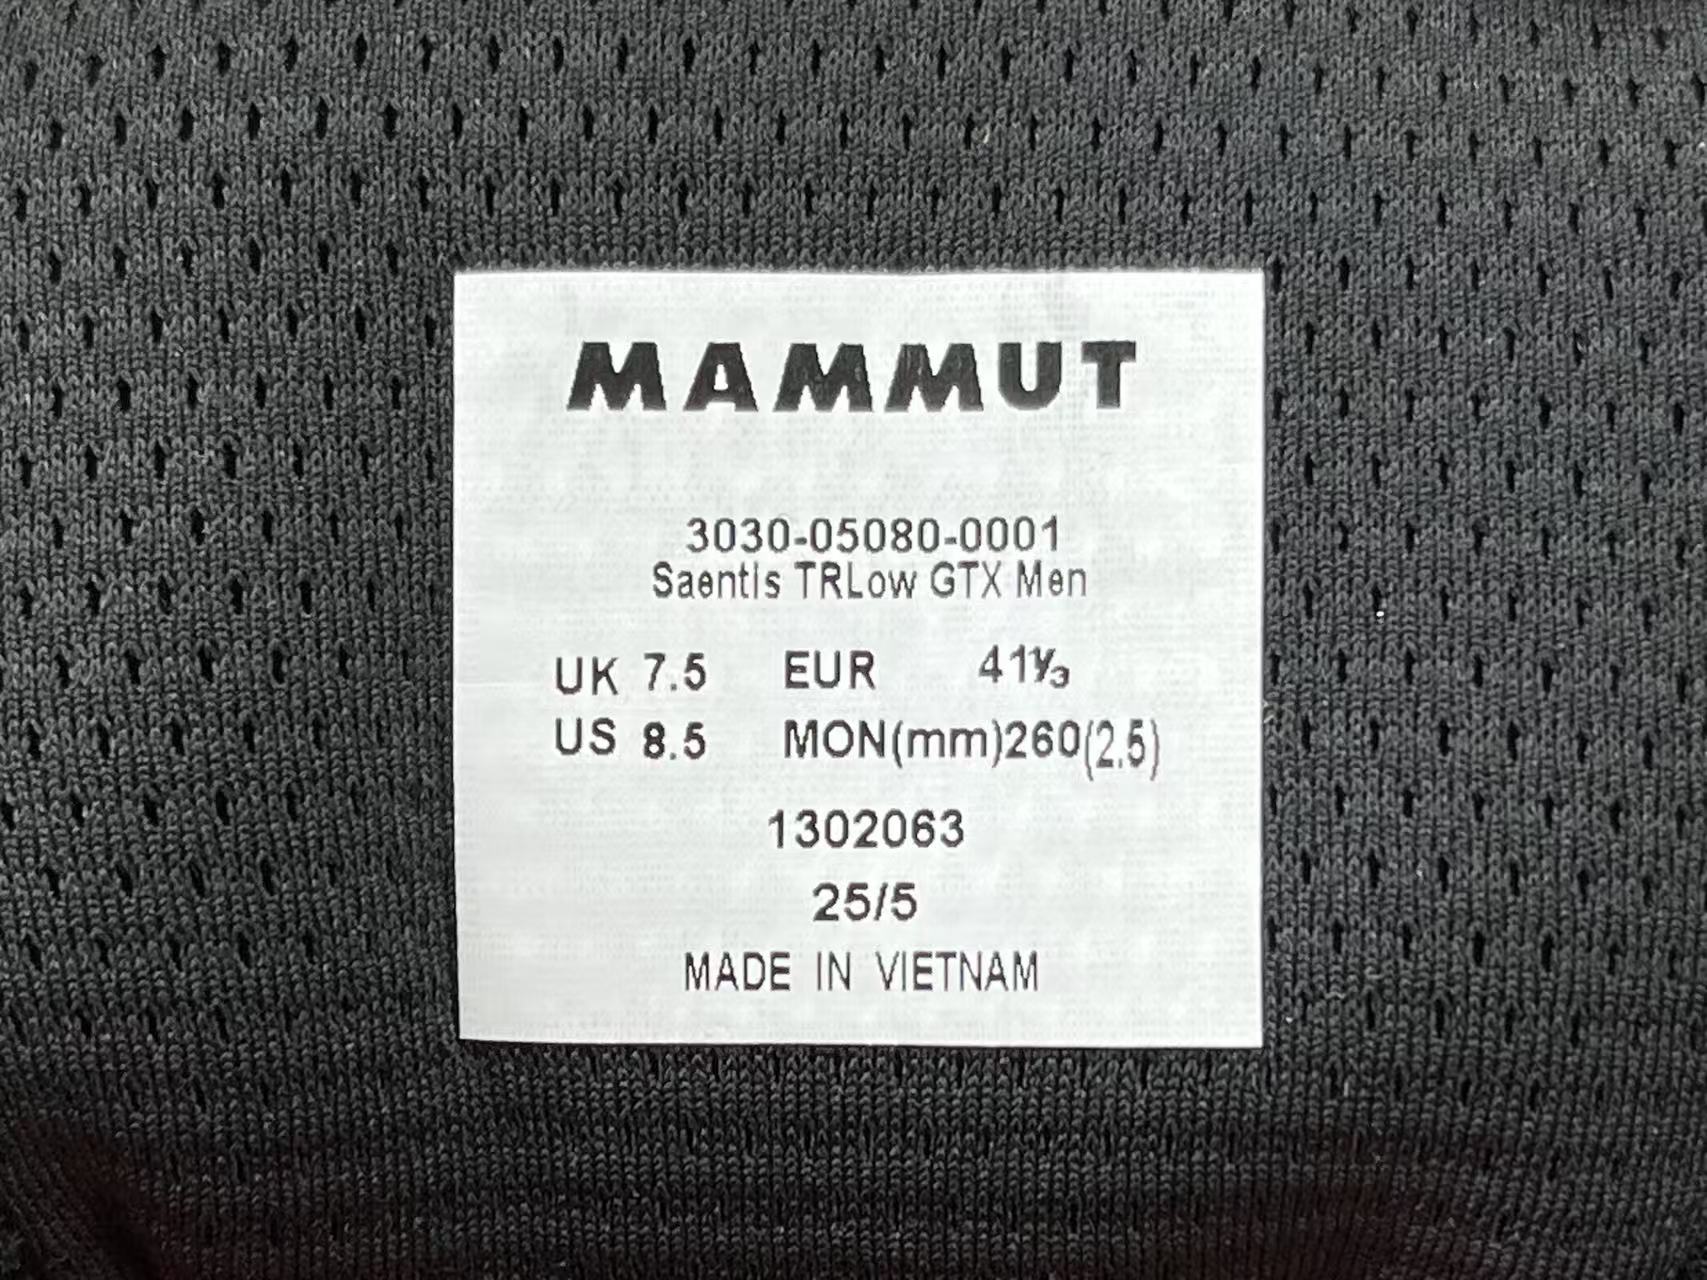 MAMMUT
3030-05080-0001
Saentis TRLow GTX Men
UK 7.5 EUR 41⅓
US 8.5 MON(mm)260(2.5)
1302063
25/5
MADE IN VIETNAM